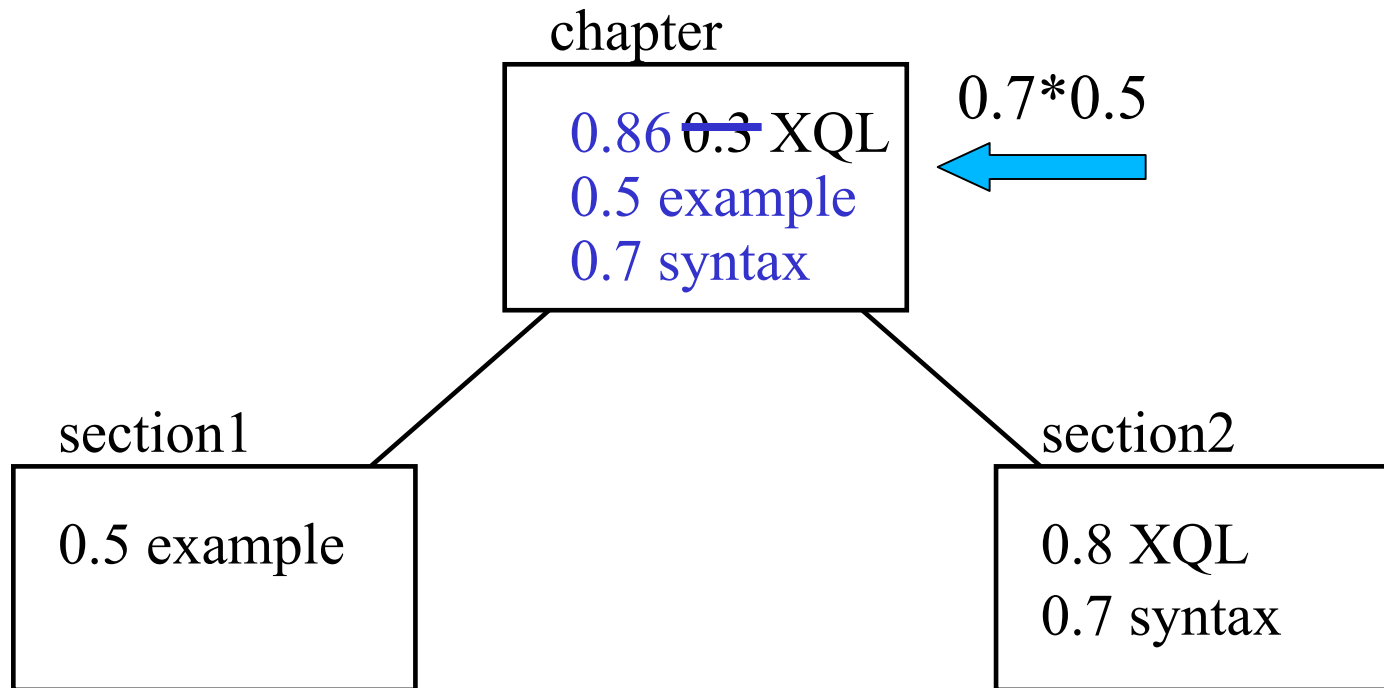 chapter
0.7*0.5
0.86 0.3 XQL
0.5 example
0.7 syntax
section1
section2
0.5 example
0.8 XQL
0.7 syntax